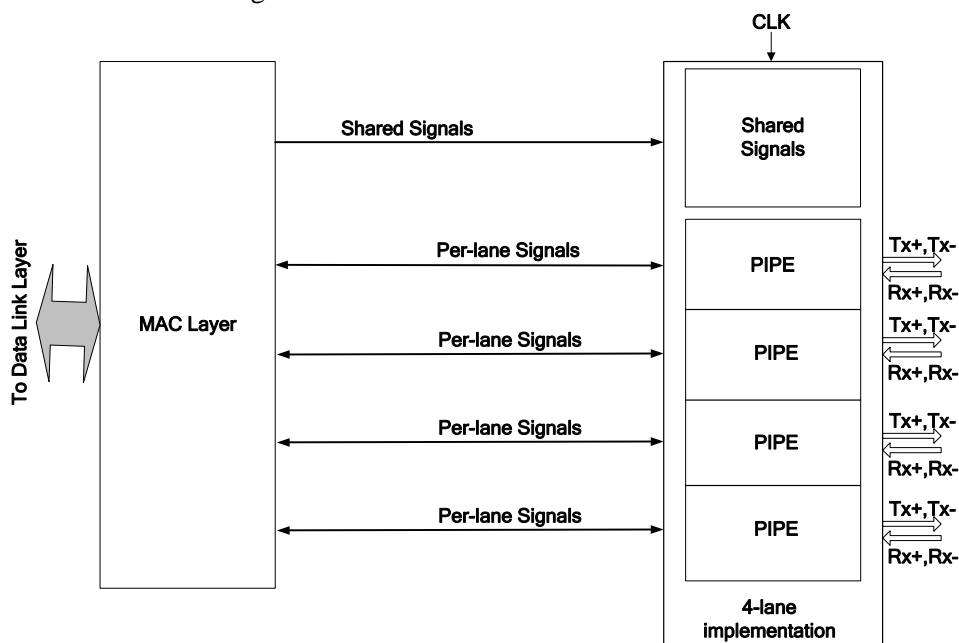 CLK
Shared Signals
Shared
Signals
Per-lane Signals
PIPE
Tx+,Tx-
Rx+,Rx-
To Data Link Layer
MAC Layer
Per-lane Signals
PIPE
Tx+,Tx-
Rx+,Rx-
Per-lane Signals
PIPE
Tx+,Tx-
Rx+,Rx-
Per-lane Signals
PIPE
Tx+,Tx-
Rx+,Rx-
4-lane
implementation